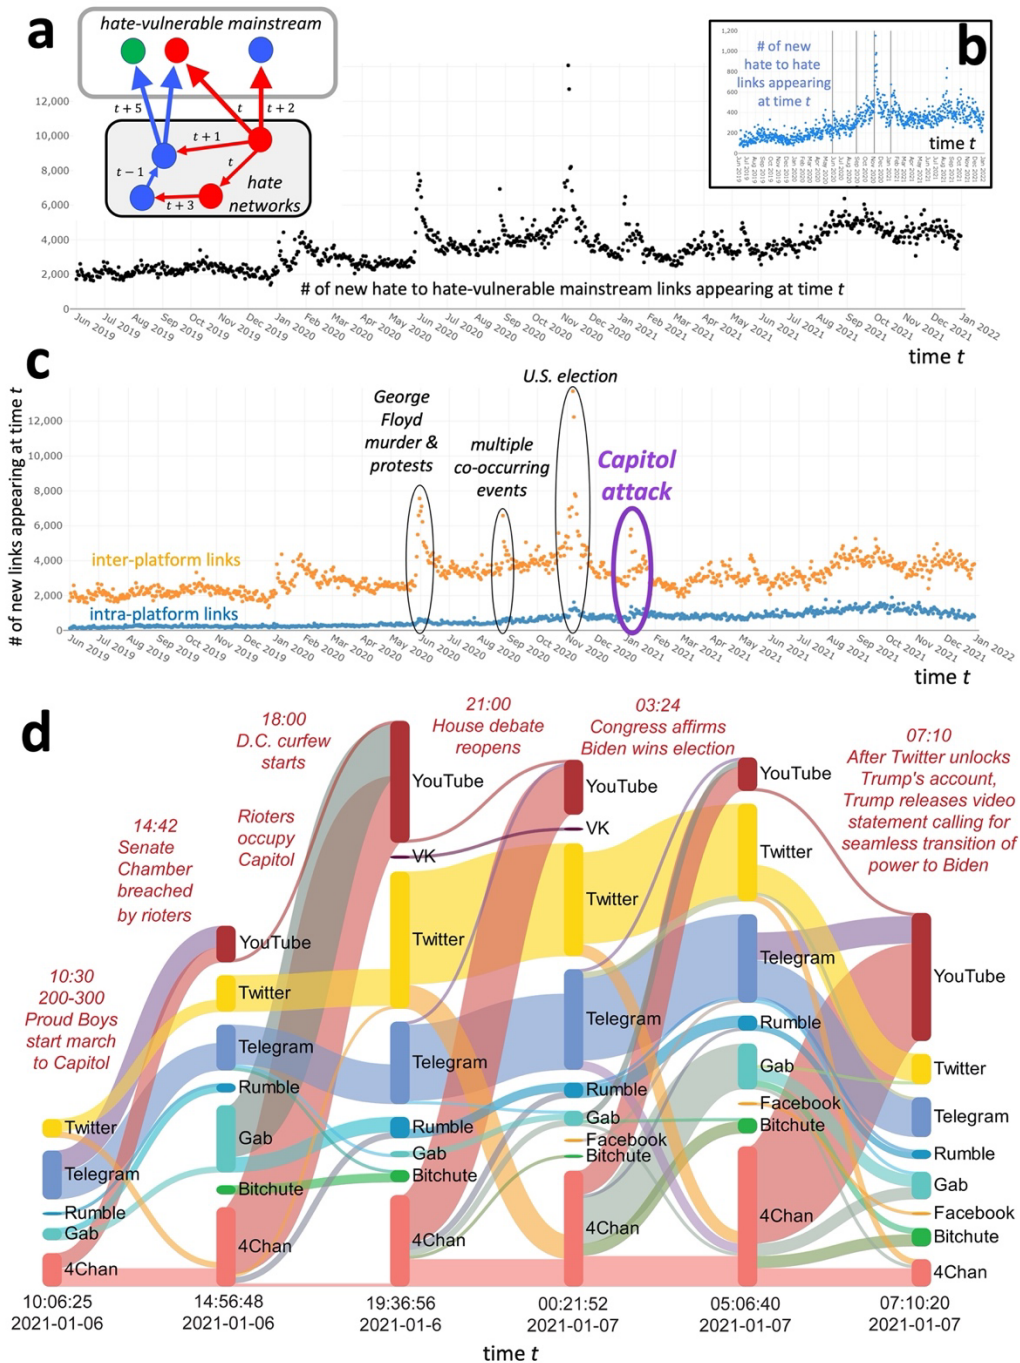 a
hate-vulnerable mainstream
t + 5
t
t + 2
t + 1
t
t − 1
t + 3
hate
networks
12,000
10,000
8,000
6,000
4,000
2,000
0
# of new hate to hate-vulnerable mainstream links appearing at time t
Jun 2019
Jul 2019
Aug 2019
Sep 2019
Oct 2019
Nov 2019
Dec 2019
Jan 2020
Feb 2020
Mar 2020
Apr 2020
May 2020
Jun 2020
Jul 2020
Aug 2020
Sep 2020
Oct 2020
Nov 2020
Dec 2020
Jan 2021
Feb 2021
Mar 2021
Apr 2021
May 2021
Jun 2021
Jul 2021
Aug 2021
Sep 2021
Oct 2021
Nov 2021
Dec 2021
Jan 2022
time t
b
# of new
hate to hate
links appearing
at time t
1,200
1,000
800
600
400
200
0
time t
c
# of new links appearing at time t
12,000
10,000
8,000
6,000
4,000
2,000
0
George
Floyd
murder &
protests
multiple
co-occurring
events
U.S. election
Capitol
attack
inter-platform links
intra-platform links
Jun 2019
Jul 2019
Aug 2019
Sep 2019
Oct 2019
Nov 2019
Dec 2019
Jan 2020
Feb 2020
Mar 2020
Apr 2020
May 2020
Jun 2020
Jul 2020
Aug 2020
Sep 2020
Oct 2020
Nov 2020
Dec 2020
Jan 2021
Feb 2021
Mar 2021
Apr 2021
May 2021
Jun 2021
Jul 2021
Aug 2021
Sep 2021
Oct 2021
Nov 2021
Dec 2021
Jan 2022
time t
d
10:30
200-300
Proud Boys
start march
to Capitol
14:42
Senate
Chamber
breached
by rioters
18:00
D.C. curfew
starts
Rioters
occupy
Capitol
21:00
House debate
reopens
03:24
Congress affirms
Biden wins election
07:10
After Twitter unlocks
Trump's account,
Trump releases video
statement calling for
seamless transition of
power to Biden
Twitter
Telegram
Rumble
Gab
4Chan
YouTube
Twitter
Telegram
Rumble
Gab
Bitchute
4Chan
YouTube
VK
Twitter
Telegram
Rumble
Gab
Bitchute
4Chan
YouTube
VK
Twitter
Telegram
Rumble
Gab
Facebook
Bitchute
4Chan
YouTube
Twitter
Telegram
Rumble
Gab
Facebook
Bitchute
4Chan
YouTube
Twitter
Telegram
Rumble
Gab
Facebook
Bitchute
4Chan
10:06:25
2021-01-06
14:56:48
2021-01-06
19:36:56
2021-01-6
00:21:52
2021-01-07
05:06:40
2021-01-07
07:10:20
2021-01-07
time t